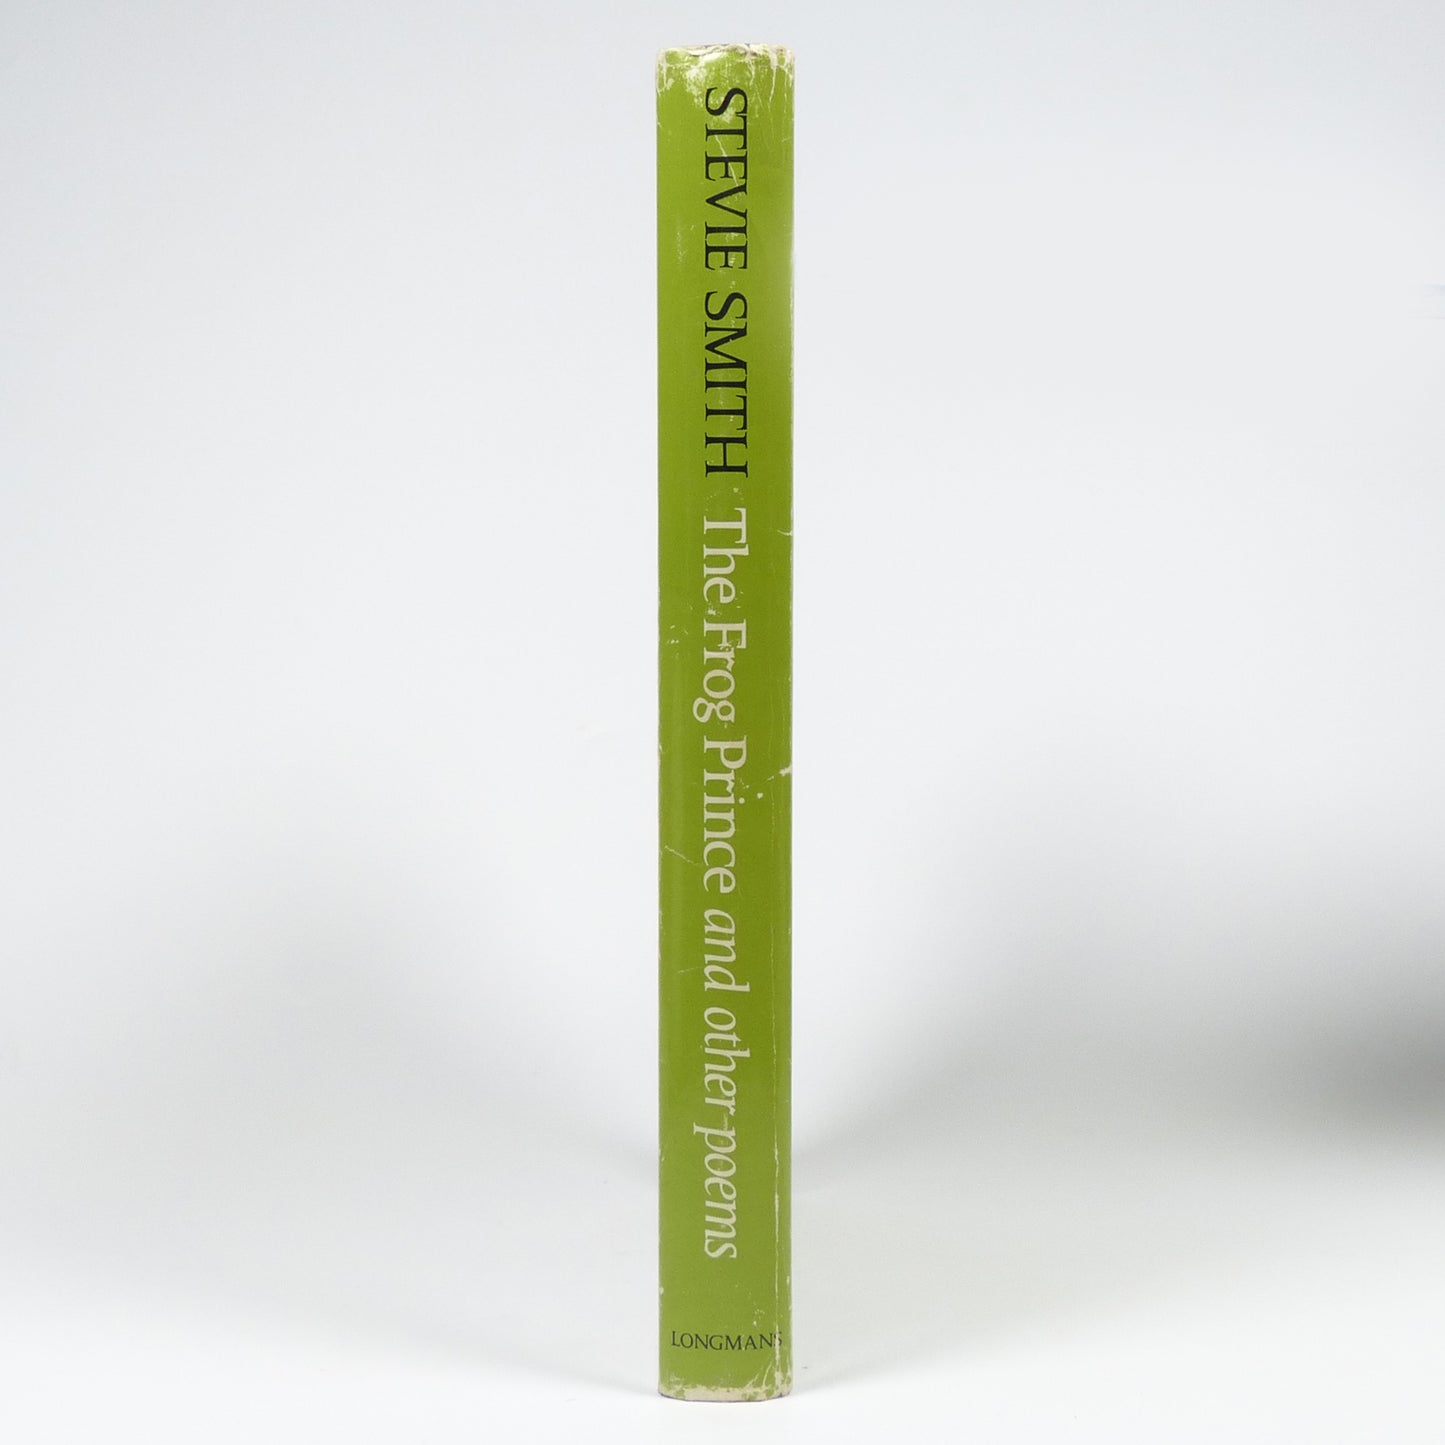 STEVIE SMITH The Frog Prince and other poems
LONGMANS